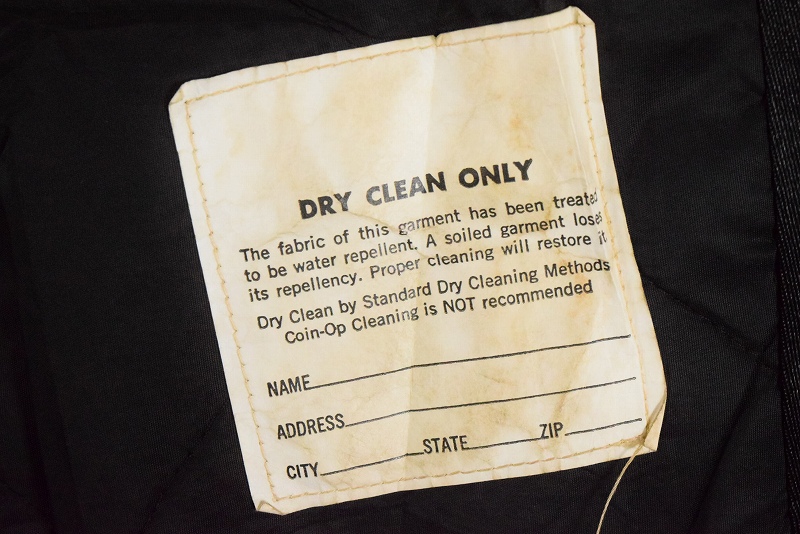 DRY CLEAN ONLY
The fabric of this garment has been treated
to be water repellent. A soiled garment loses
its repellency. Proper cleaning will restore it
Dry Clean by Standard Dry Cleaning Methods
Coin-Op Cleaning is NOT recommended
NAME
ADDRESS
CITY STATE ZIP